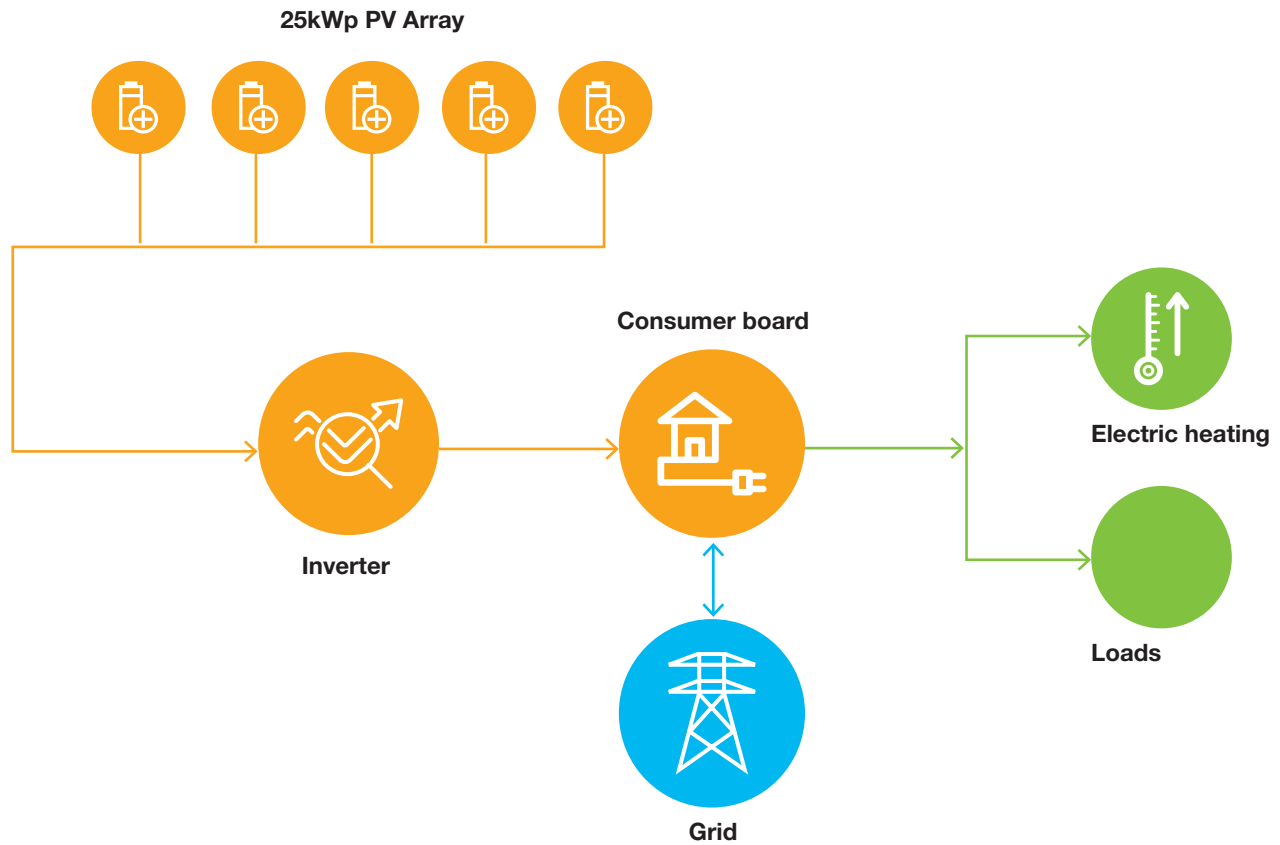 25kWp PV Array
Consumer board
Electric heating
Inverter
Loads
Grid